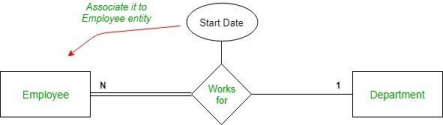 Associate it to
Employee entity
Start Date
Employee
N
Works
for
1
Department